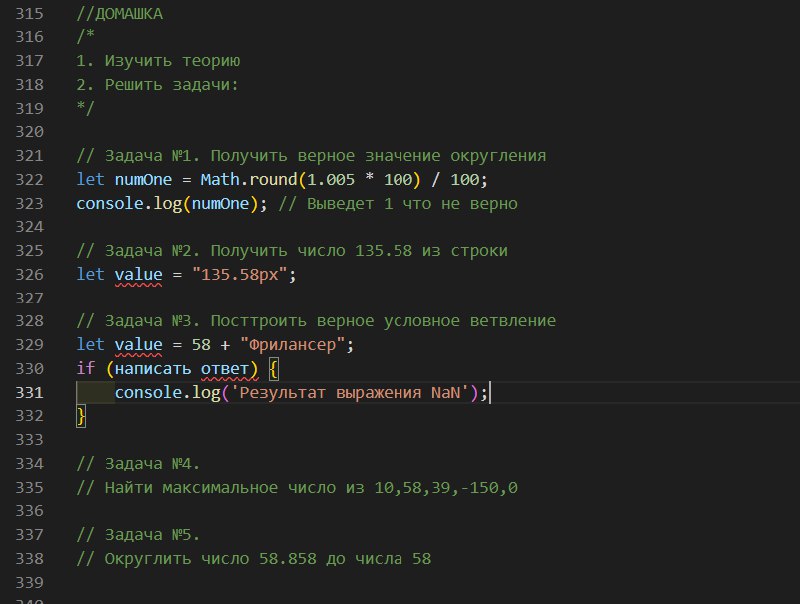 315 //ДОМАШКА
316 /*
317 1. Изучить теорию
318 2. Решить задачи:
319 */
320
321 // Задача №1. Получить верное значение округления
322 let numOne = Math.round(1.005 * 100) / 100;
323 console.log(numOne); // Выведет 1 что не верно
324
325 // Задача №2. Получить число 135.58 из строки
326 let value = "135.58px";
327
328 // Задача №3. Посттроить верное условное ветвление
329 let value = 58 + "Фрилансер";
330 if (написать ответ) {
331 console.log('Результат выражения NaN');
332 }
333
334 // Задача №4.
335 // Найти максимальное число из 10,58,39,-150,0
336
337 // Задача №5.
338 // Округлить число 58.858 до числа 58
339
340